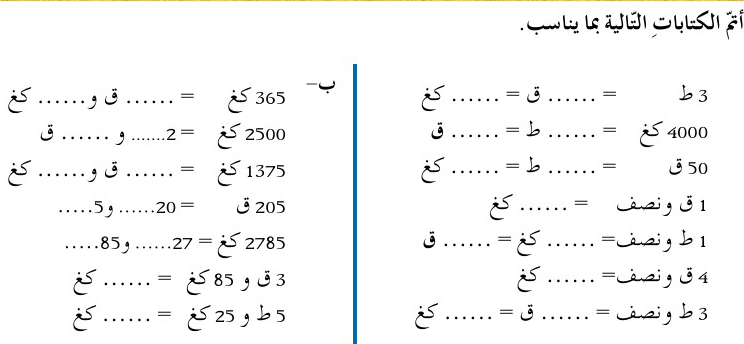 أتمّ الكتاباتِ التّالية بما يناسب.
3 ط = ...... ق = ...... كغ
4000 كغ = ...... ط = ...... ق
50 ق = ...... ط = ...... كغ
1 ق ونصف = ...... كغ
1 ط ونصف= ...... كغ = ...... ق
4 ق ونصف= ...... كغ
3 ط ونصف= ...... ق = ...... كغ
ب-
365 كغ = ...... ق و...... كغ
2500 كغ = 2....... و ...... ق
1375 كغ = ...... ق و...... كغ
205 ق = 20...... و5.....
2785 كغ = 27...... و85.....
3 ق و 85 كغ = ...... كغ
5 ط و 25 كغ = ...... كغ